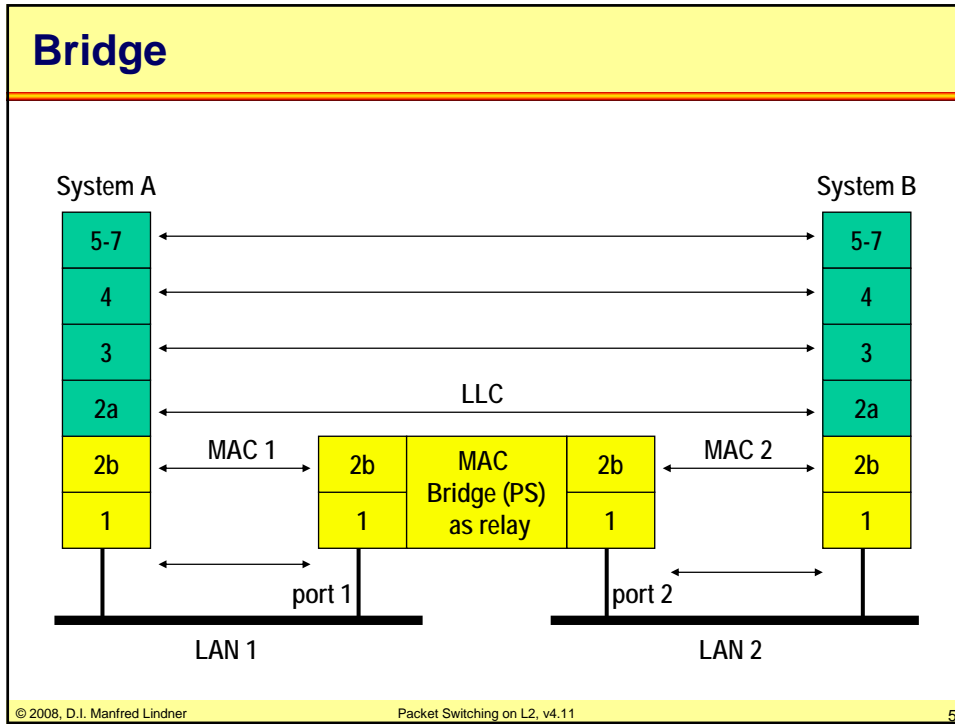 Bridge
System A
System B
5-7
5-7
4
4
3
3
LLC
2a
2a
MAC 1
MAC 2
2b
2b
MAC
Bridge (PS)
as relay
2b
2b
1
1
1
1
port 1
port 2
LAN 1
LAN 2
© 2008, D.I. Manfred Lindner
Packet Switching on L2, v4.11
5